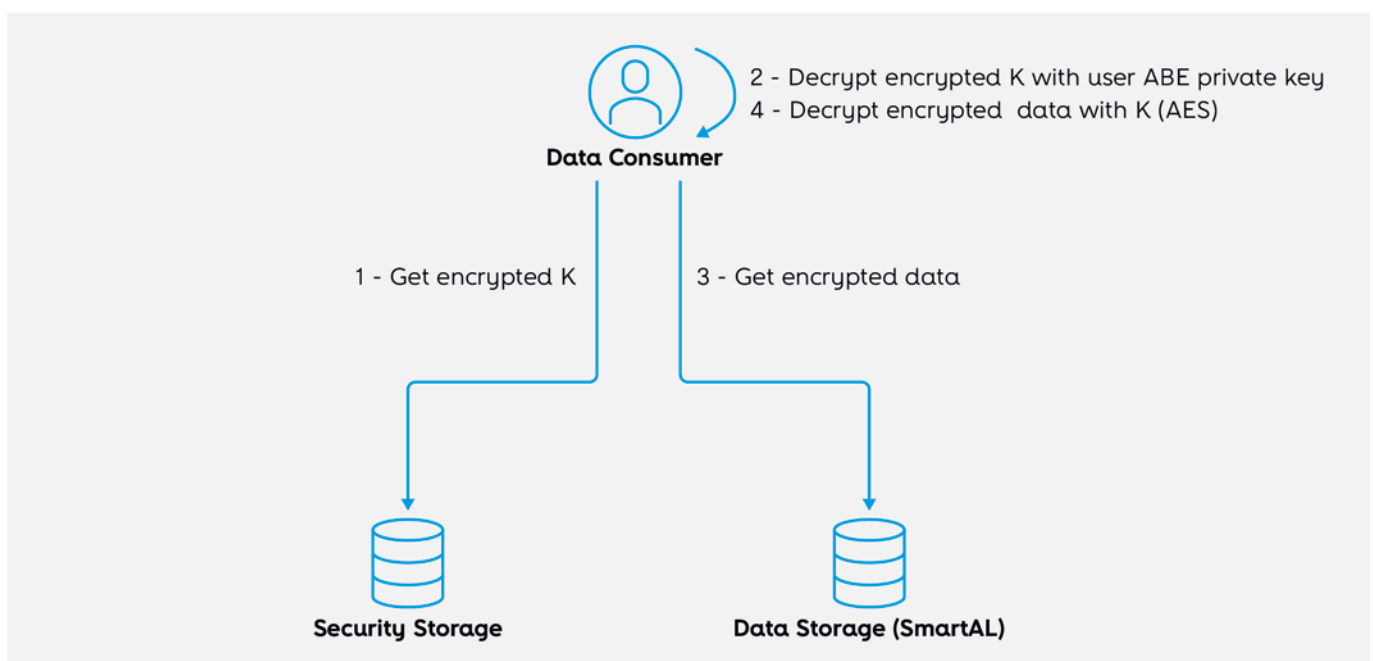 2 - Decrypt encrypted K with user ABE private key
4 - Decrypt encrypted data with K (AES)
Data Consumer
1 - Get encrypted K
3 - Get encrypted data
Security Storage
Data Storage (SmartAL)